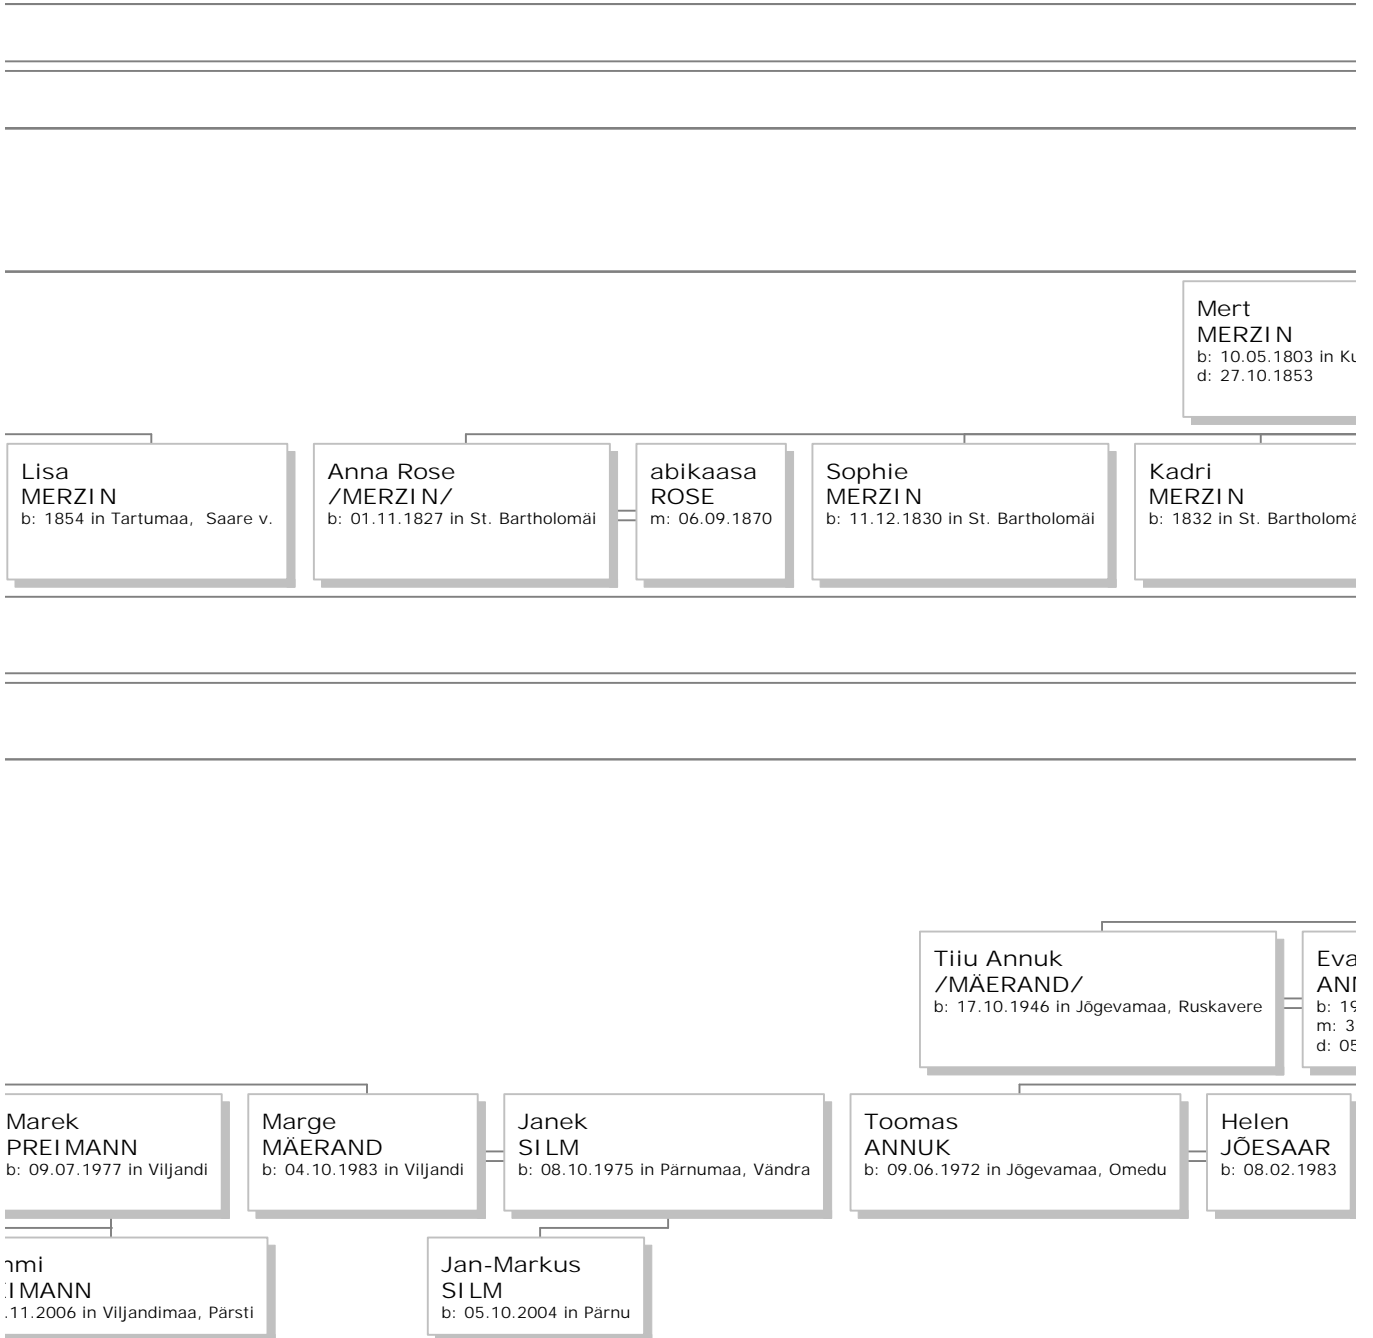 Mert
MERZIN
b: 10.05.1803 in
d: 27.10.1853
Lisa
MERZIN
b: 1854 in Tartumaa, Saare v.
Anna Rose
/MERZIN/
b: 01.11.1827 in St. Bartholomäi
abikaasa
ROSE
m: 06.09.1870
Sophie
MERZIN
b: 11.12.1830 in St. Bartholomäi
Kadri
MERZIN
b: 1832 in St.
Tiiu Annuk
/MÄERAND/
b: 17.10.1946 in Jõgevamaa, Ruskavere
b:
m:
d:
Marek
PREIMANN
b: 09.07.1977 in Viljandi
Marge
MÄERAND
b: 04.10.1983 in Viljandi
Janek
SILM
b: 08.10.1975 in Pärnumaa, Vändra
Toomas
ANNUK
b: 09.06.1972 in Jõgevamaa, Omedu
Helen
JÕESAAR
b: 08.02.1983
.11.2006 in Viljandimaa, Pärsti
Jan-Markus
SILM
b: 05.10.2004 in Pärnu